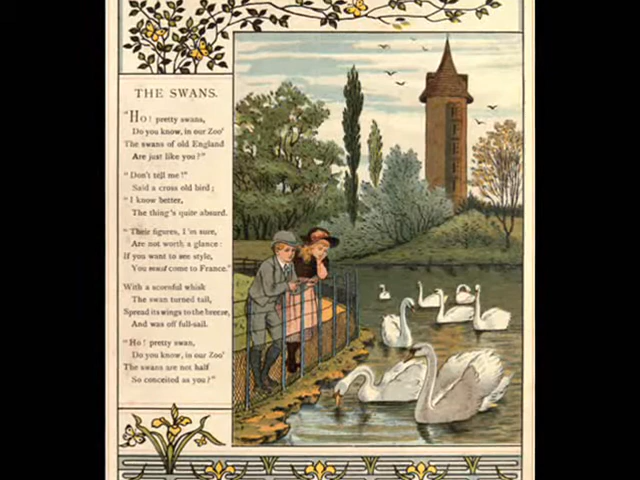 THE SWANS.
"Ho! pretty swans,
Do you know, in our Zoo'
The swans of old England
Are just like you?"
"Don't tell me!"
Said a cross old bird;
"I know better,
The thing's quite absurd.
"Their figures, I'm sure,
Are not worth a glance:
If you want to see style,
You must come to France."
With a scornful whisk
The swan turned tail,
Spread its wings to the breeze,
And was off full-sail.
"Ho! pretty swan,
Do you know, in our Zoo'
The swans are not half
So conceited as you?"